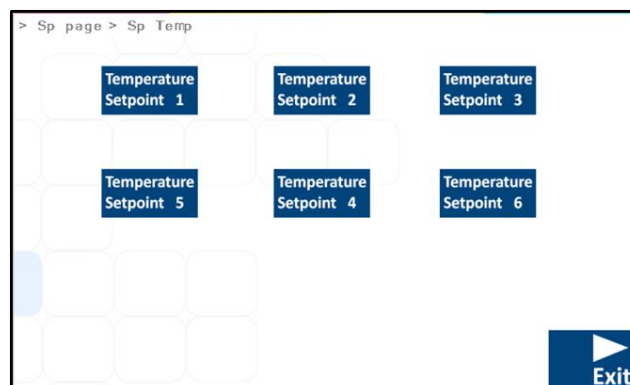 > Sp page > Sp Temp
Temperature
Setpoint 1
Temperature
Setpoint 2
Temperature
Setpoint 3
Temperature
Setpoint 5
Temperature
Setpoint 4
Temperature
Setpoint 6
Exit